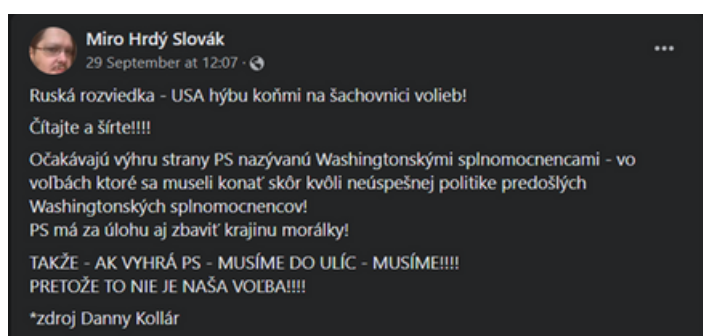 Miro Hrdý Slovák
29 September at 12:07 ·
Ruská rozviedka - USA hýbu koňmi na šachovnici volieb!
Čítajte a šírte!!!!
Očakávajú výhru strany PS nazývanú Washingtonskými splnomocnencami - vo
voľbách ktoré sa museli konať skôr kvôli neúspešnej politike predošlých
Washingtonských splnomocnencov!
PS má za úlohu aj zbaviť krajinu morálky!
TAKŽE - AK VYHRÁ PS - MUSÍME DO ULÍC - MUSÍME!!!!
PRETOŽE TO NIE JE NAŠA VOĽBA!!!!
*zdroj Danny Kollár